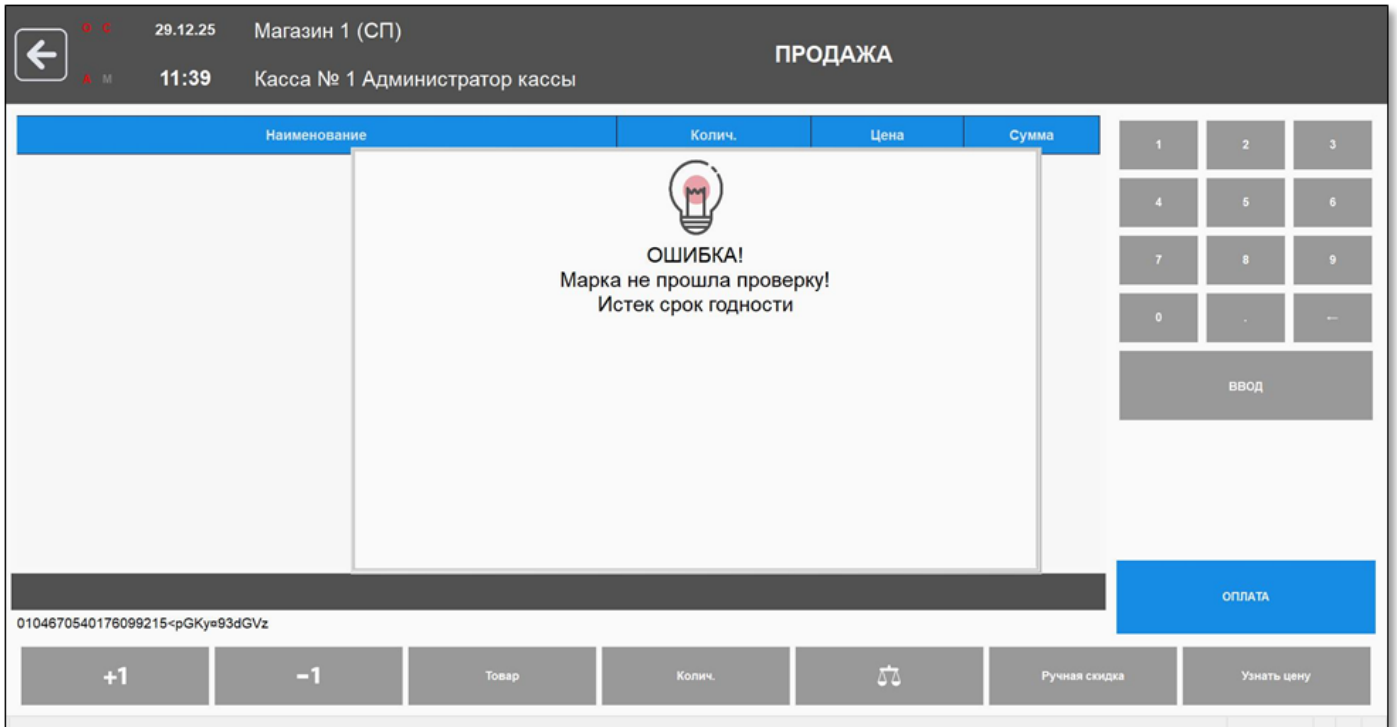 О С 29.12.25 Магазин 1 (СП)
ПРОДАЖА
А М 11:39 Касса № 1 Администратор кассы
Наименование Колич. Цена Сумма
ОШИБКА!
Марка не прошла проверку!
Истек срок годности
1 2 3
4 5 6
7 8 9
0 . ←
ВВОД
ОПЛАТА
0104670540176099215<pGKy¤93dGVz
+1 −1 Товар Колич. Ручная скидка Узнать цену